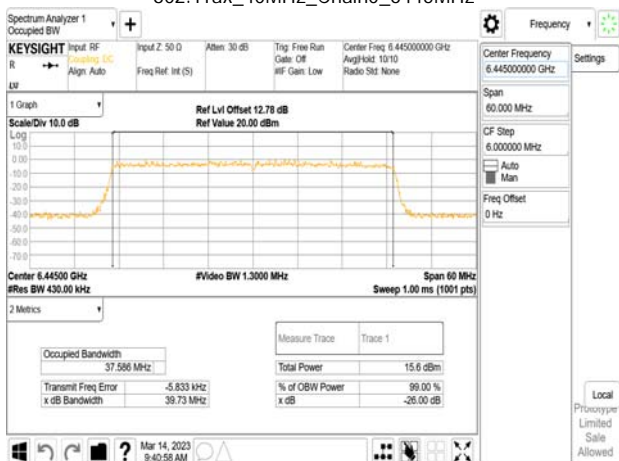 Spectrum Analyzer 1
Occupied BW
+
Frequency
KEYSIGHT
R
LW
Input: RF
Coupling: DC
Align: Auto
Input Z: 50 Ω
Freq Ref: Int (S)
Atten: 30 dB
Trig: Free Run
Gate: Off
#IF Gain: Low
Center Freq: 6.445000000 GHz
Avg|Hold: 10/10
Radio Std: None
Center Frequency
6.445000000 GHz
Settings
Span
60.000 MHz
CF Step
6.000000 MHz
Auto
Man
Freq Offset
0 Hz
1 Graph
Scale/Div 10.0 dB
Ref Lvl Offset 12.78 dB
Ref Value 20.00 dBm
Log
10.0
0.00
-10.0
-20.0
-30.0
-40.0
-50.0
-60.0
-70.0
Center 6.44500 GHz
#Res BW 430.00 kHz
#Video BW 1.3000 MHz
Span 60 MHz
Sweep 1.00 ms (1001 pts)
2 Metrics
Measure Trace
Trace 1
Occupied Bandwidth
37.586 MHz
Total Power
15.6 dBm
Transmit Freq Error
-5.833 kHz
% of OBW Power
99.00 %
x dB Bandwidth
39.73 MHz
x dB
-26.00 dB
Local
Prototype
Limited
Sale
Allowed
?
Mar 14, 2023
9:40:58 AM